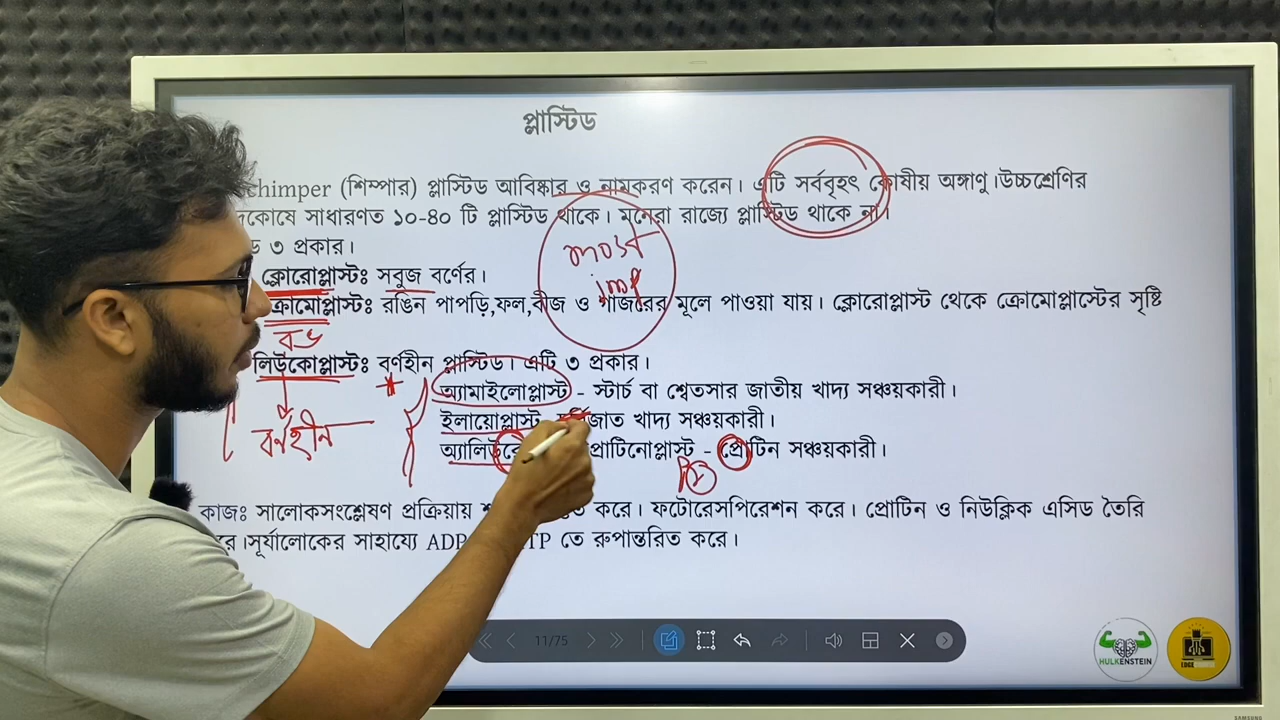 প্লাস্টিড
chimper (শিম্পার) প্লাস্টিড আবিষ্কার ও নামকরণ করেন। এটি সর্ববৃহৎ কোষীয় অঙ্গাণু।উচ্চশ্রেণির
দকোষে সাধারণত ১০-৪০ টি প্লাস্টিড থাকে। মনেরা রাজ্যে প্লাস্টিড থাকে না।
ড ৩ প্রকার।
most
imp
ক্লোরোপ্লাস্টঃ সবুজ বর্ণের।
ক্রামোপ্লাস্টঃ রঙিন পাপড়ি,ফল,বীজ ও গাজরের মূলে পাওয়া যায়। ক্লোরোপ্লাস্ট থেকে ক্রোমোপ্লাস্টের সৃষ্টি
লিউকোপ্লাস্টঃ বর্ণহীন প্লাস্টিড। এটি ৩ প্রকার।
বর্ণহীন
অ্যামাইলোপ্লাস্ট - স্টার্চ বা শ্বেতসার জাতীয় খাদ্য সঞ্চয়কারী।
ইলায়োপ্লাস্ট জাত খাদ্য সঞ্চয়কারী।
অ্যালিউরো প্রাটিনোপ্লাস্ট - প্রোটিন সঞ্চয়কারী।
কাজঃ সালোকসংশ্লেষণ প্রক্রিয়ায় করে। ফটোরেসপিরেশন করে। প্রোটিন ও নিউক্লিক এসিড তৈরি
রে।সূর্যালোকের সাহায্যে ADP TP তে রুপান্তরিত করে।
11/75
HULKENSTEIN
SAMSUNG